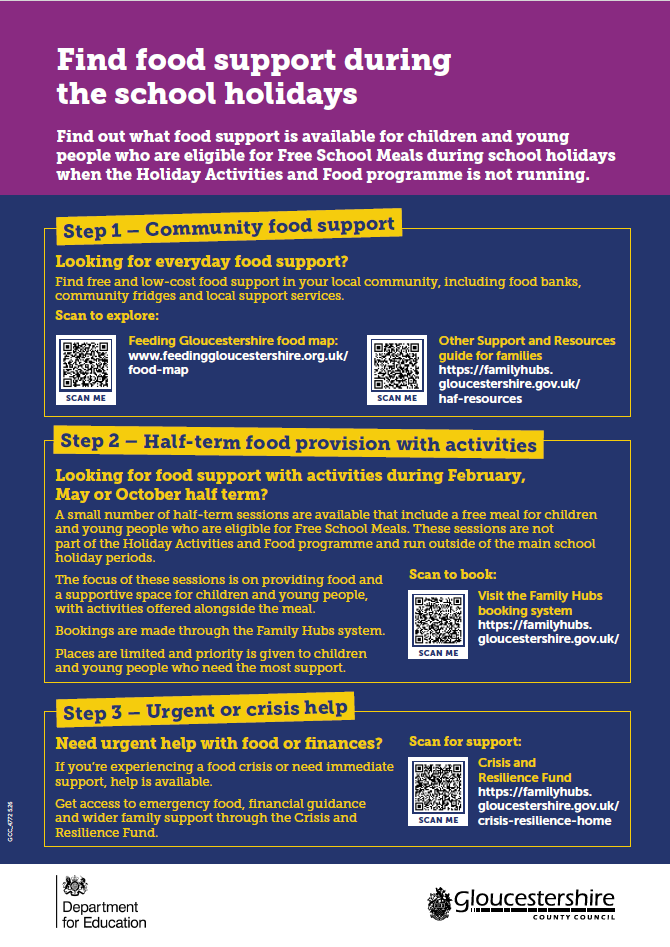 Find food support during
the school holidays
Find out what food support is available for children and young
people who are eligible for Free School Meals during school holidays
when the Holiday Activities and Food programme is not running.
Step 1 – Community food support
Looking for everyday food support?
Find free and low-cost food support in your local community, including food banks,
community fridges and local support services.
Scan to explore:
SCAN ME
Feeding Gloucestershire food map:
www.feedinggloucestershire.org.uk/
food-map
SCAN ME
Other Support and Resources
guide for families
https://familyhubs.
gloucestershire.gov.uk/
haf-resources
Step 2 – Half-term food provision with activities
Looking for food support with activities during February,
May or October half term?
A small number of half-term sessions are available that include a free meal for children
and young people who are eligible for Free School Meals. These sessions are not
part of the Holiday Activities and Food programme and run outside of the main school
holiday periods.
The focus of these sessions is on providing food and
a supportive space for children and young people,
with activities offered alongside the meal.
Bookings are made through the Family Hubs system.
Places are limited and priority is given to children
and young people who need the most support.
Scan to book:
SCAN ME
Visit the Family Hubs
booking system
https://familyhubs.
gloucestershire.gov.uk/
Step 3 – Urgent or crisis help
Need urgent help with food or finances?
If you're experiencing a food crisis or need immediate
support, help is available.
Get access to emergency food, financial guidance
and wider family support through the Crisis and
Resilience Fund.
Scan for support:
SCAN ME
Crisis and
Resilience Fund
https://familyhubs.
gloucestershire.gov.uk/
crisis-resilience-home
GCC_4772 5.26
Department
for Education
Gloucestershire
COUNTY COUNCIL